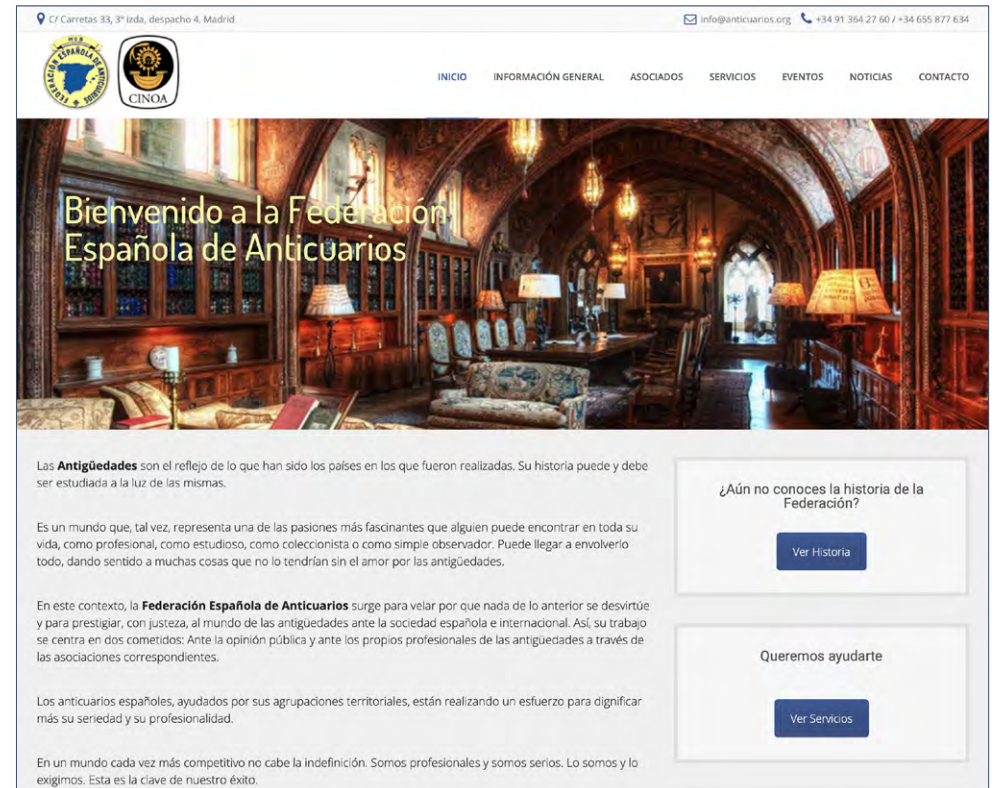 C/ Carretas 33, 3º izda, despacho 4, Madrid
info@anticuarios.org
+34 91 364 27 60 / +34 655 877 634
WEB
FEDERACIÓN ESPAÑOLA DE ANTICUARIOS
CINOA
INICIO
INFORMACIÓN GENERAL
ASOCIADOS
SERVICIOS
EVENTOS
NOTICIAS
CONTACTO
Bienvenido a la Federación
Española de Anticuarios
Las Antigüedades son el reflejo de lo que han sido los países en los que fueron realizadas. Su historia puede y debe
ser estudiada a la luz de las mismas.
Es un mundo que, tal vez, representa una de las pasiones más fascinantes que alguien puede encontrar en toda su
vida, como profesional, como estudioso, como coleccionista o como simple observador. Puede llegar a envolverlo
todo, dando sentido a muchas cosas que no lo tendrían sin el amor por las antigüedades.
En este contexto, la Federación Española de Anticuarios surge para velar por que nada de lo anterior se desvirtúe
y para prestigiar, con justeza, al mundo de las antigüedades ante la sociedad española e internacional. Así, su trabajo
se centra en dos cometidos: Ante la opinión pública y ante los propios profesionales de las antigüedades a través de
las asociaciones correspondientes.
Los anticuarios españoles, ayudados por sus agrupaciones territoriales, están realizando un esfuerzo para dignificar
más su seriedad y su profesionalidad.
En un mundo cada vez más competitivo no cabe la indefinición. Somos profesionales y somos serios. Lo somos y lo
exigimos. Esta es la clave de nuestro éxito.
¿Aún no conoces la historia de la
Federación?
Ver Historia
Queremos ayudarte
Ver Servicios